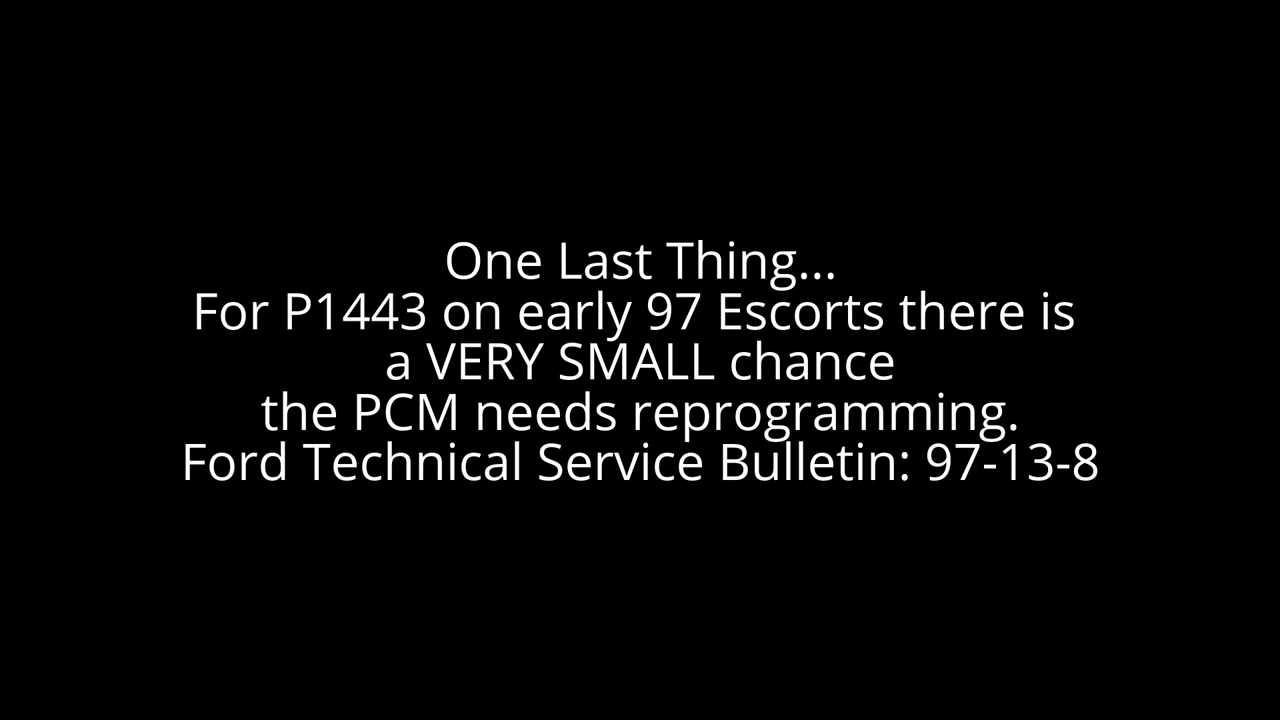 One Last Thing...
For P1443 on early 97 Escorts there is
a VERY SMALL chance
the PCM needs reprogramming.
Ford Technical Service Bulletin: 97-13-8